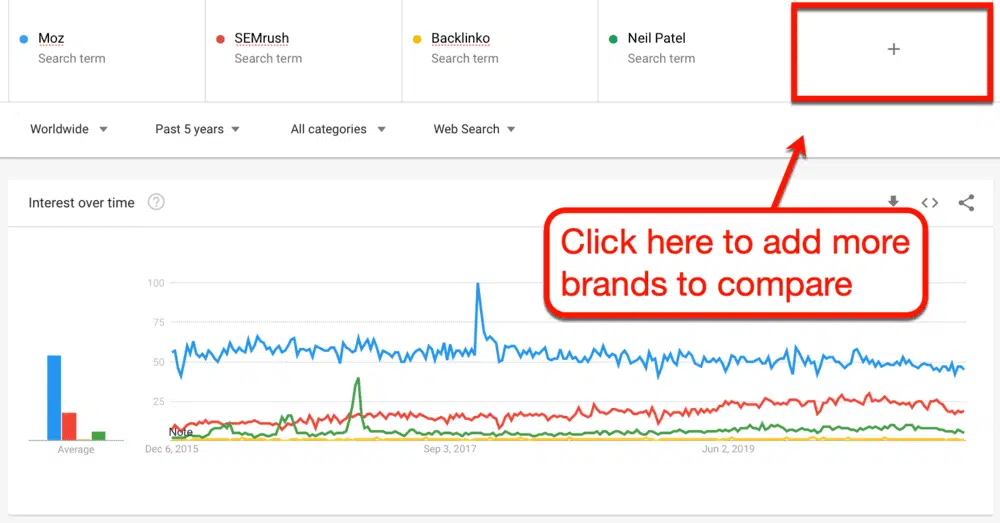 Moz
Search term
SEMrush
Search term
Backlinko
Search term
Neil Patel
Search term
+
Worldwide
Past 5 years
All categories
Web Search
Interest over time
?
Click here to add more
brands to compare
100
75
50
25
Note
Average
Dec 6, 2015
Sep 3, 2017
Jun 2, 2019